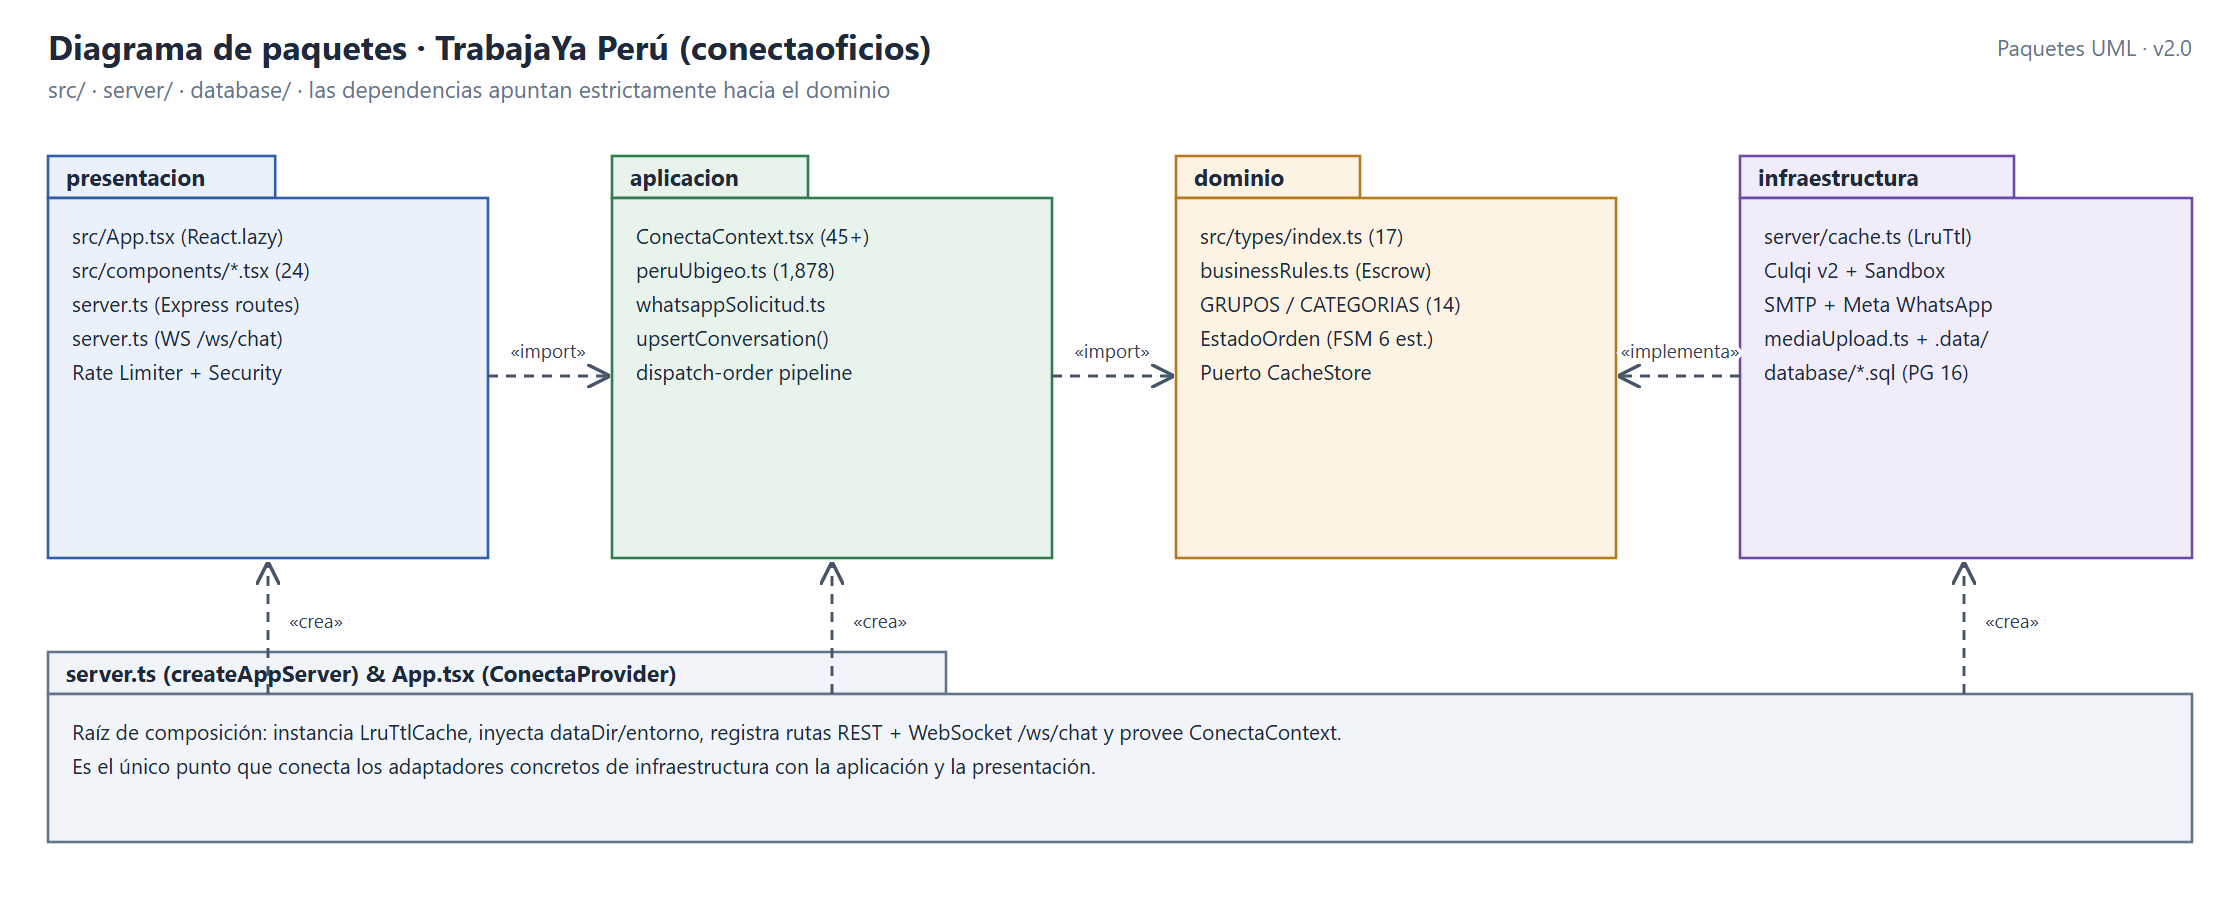 Diagrama de paquetes · TrabajaYa Perú (conectaoficios)
Paquetes UML · v2.0
src/ · server/ · database/ · las dependencias apuntan estrictamente hacia el dominio
presentacion
src/App.tsx (React.lazy)
src/components/*.tsx (24)
server.ts (Express routes)
server.ts (WS /ws/chat)
Rate Limiter + Security
«import»
aplicacion
ConectaContext.tsx (45+)
peruUbigeo.ts (1,878)
whatsappSolicitud.ts
upsertConversation()
dispatch-order pipeline
«import»
dominio
src/types/index.ts (17)
businessRules.ts (Escrow)
GRUPOS / CATEGORIAS (14)
EstadoOrden (FSM 6 est.)
Puerto CacheStore
«implementa»
infraestructura
server/cache.ts (LruTtl)
Culqi v2 + Sandbox
SMTP + Meta WhatsApp
mediaUpload.ts + .data/
database/*.sql (PG 16)
«crea»
«crea»
«crea»
server.ts (createAppServer) & App.tsx (ConectaProvider)
Raíz de composición: instancia LruTtlCache, inyecta dataDir/entorno, registra rutas REST + WebSocket /ws/chat y provee ConectaContext.
Es el único punto que conecta los adaptadores concretos de infraestructura con la aplicación y la presentación.